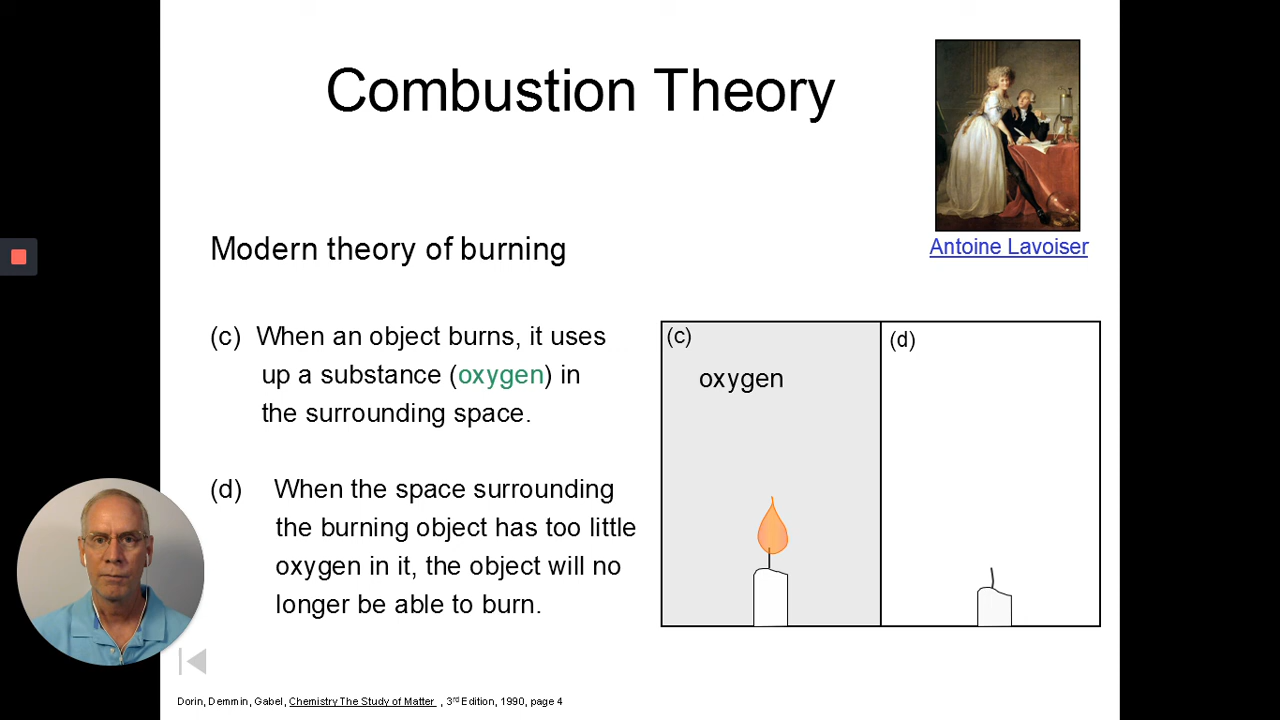 Combustion Theory
Antoine Lavoiser
Modern theory of burning
(c) When an object burns, it uses
up a substance (oxygen) in
the surrounding space.
(d) When the space surrounding
the burning object has too little
oxygen in it, the object will no
longer be able to burn.
(c)
oxygen
(d)
Dorin, Demmin, Gabel, Chemistry The Study of Matter , 3rd Edition, 1990, page 4